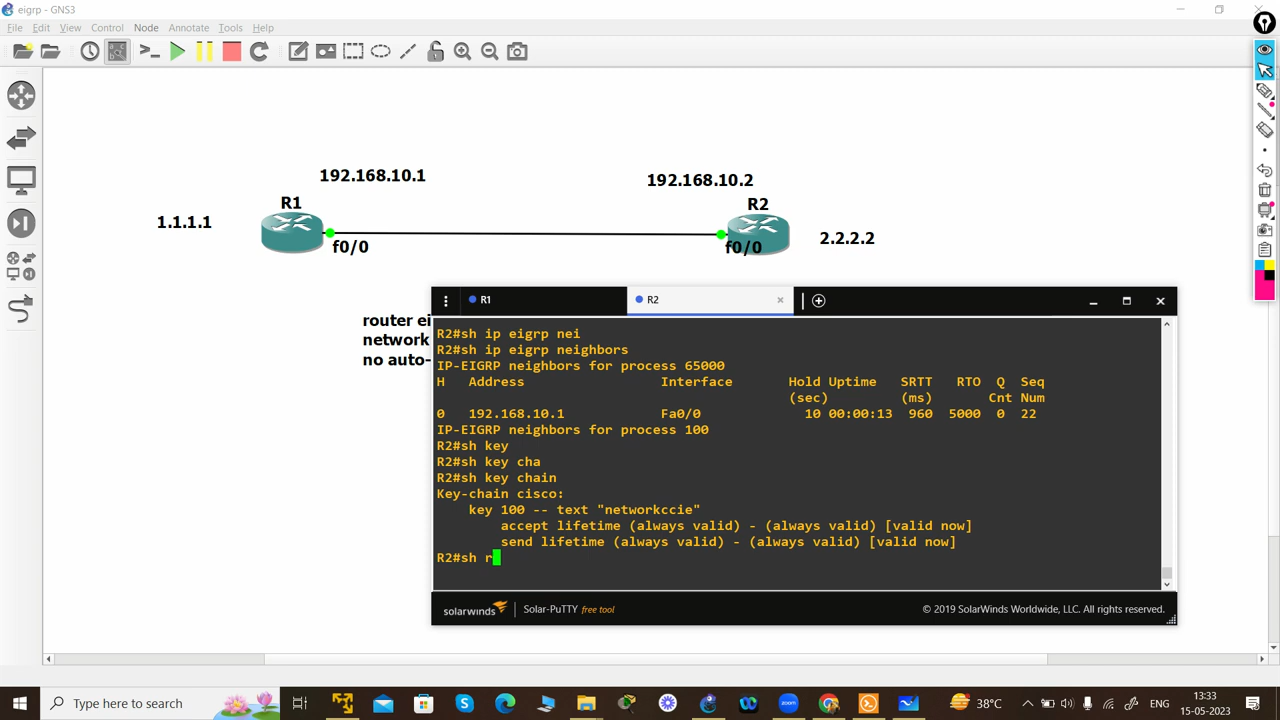 eigrp - GNS3
File Edit View Control Node Annotate Tools Help
192.168.10.1
192.168.10.2
R1
R2
1.1.1.1
2.2.2.2
f0/0
f0/0
router ei
network
no auto-
R1
R2
R2#sh ip eigrp nei
R2#sh ip eigrp neighbors
IP-EIGRP neighbors for process 65000
H Address Interface Hold Uptime SRTT RTO Q Seq
(sec) (ms) Cnt Num
0 192.168.10.1 Fa0/0 10 00:00:13 960 5000 0 22
IP-EIGRP neighbors for process 100
R2#sh key
R2#sh key cha
R2#sh key chain
Key-chain cisco:
key 100 -- text "networkccie"
accept lifetime (always valid) - (always valid) [valid now]
send lifetime (always valid) - (always valid) [valid now]
R2#sh r
solarwinds Solar-PuTTY free tool © 2019 SolarWinds Worldwide, LLC. All rights reserved.
Type here to search
38°C
ENG
13:33
15-05-2023